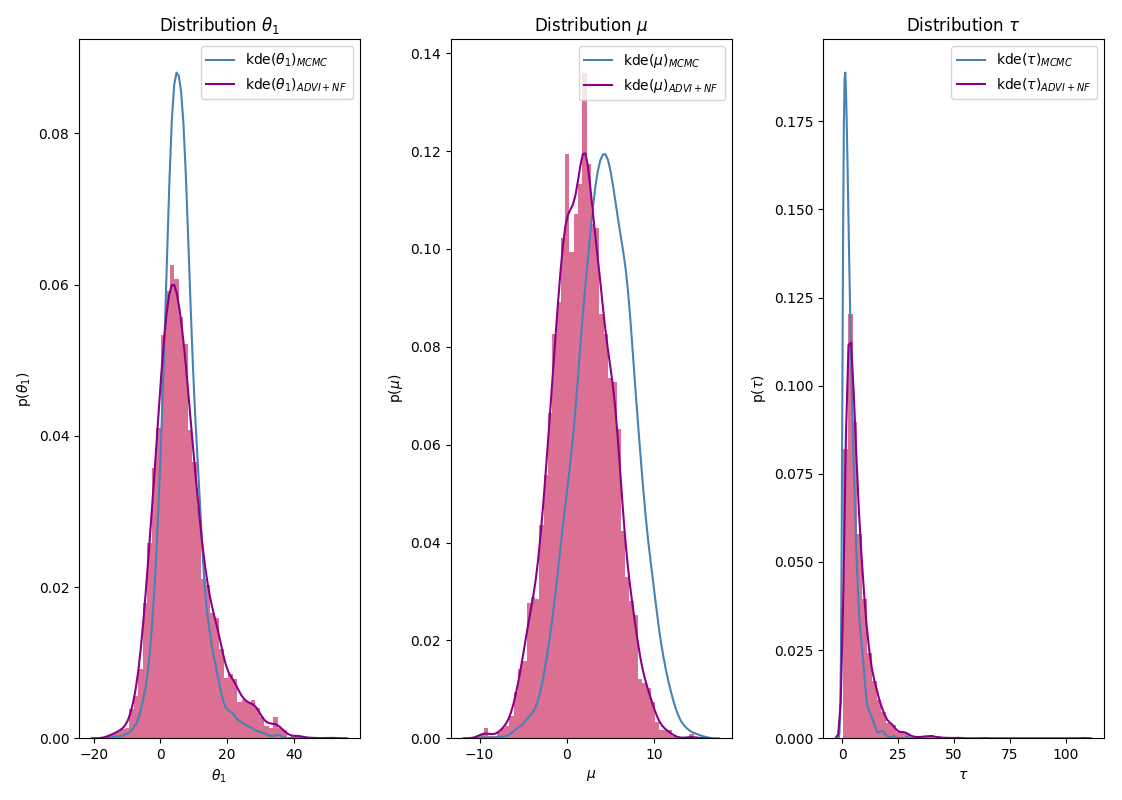 Distribution θ₁
Distribution μ
Distribution τ
kde(θ₁)MCMC
kde(θ₁)ADVI+NF
kde(μ)MCMC
kde(μ)ADVI+NF
kde(τ)MCMC
kde(τ)ADVI+NF
p(θ₁)
0.08
0.06
0.04
0.02
0.00
−20
0
20
40
θ₁
p(μ)
0.14
0.12
0.10
0.08
0.06
0.04
0.02
0.00
−10
0
10
μ
p(τ)
0.175
0.150
0.125
0.100
0.075
0.050
0.025
0.000
0
25
50
75
100
τ